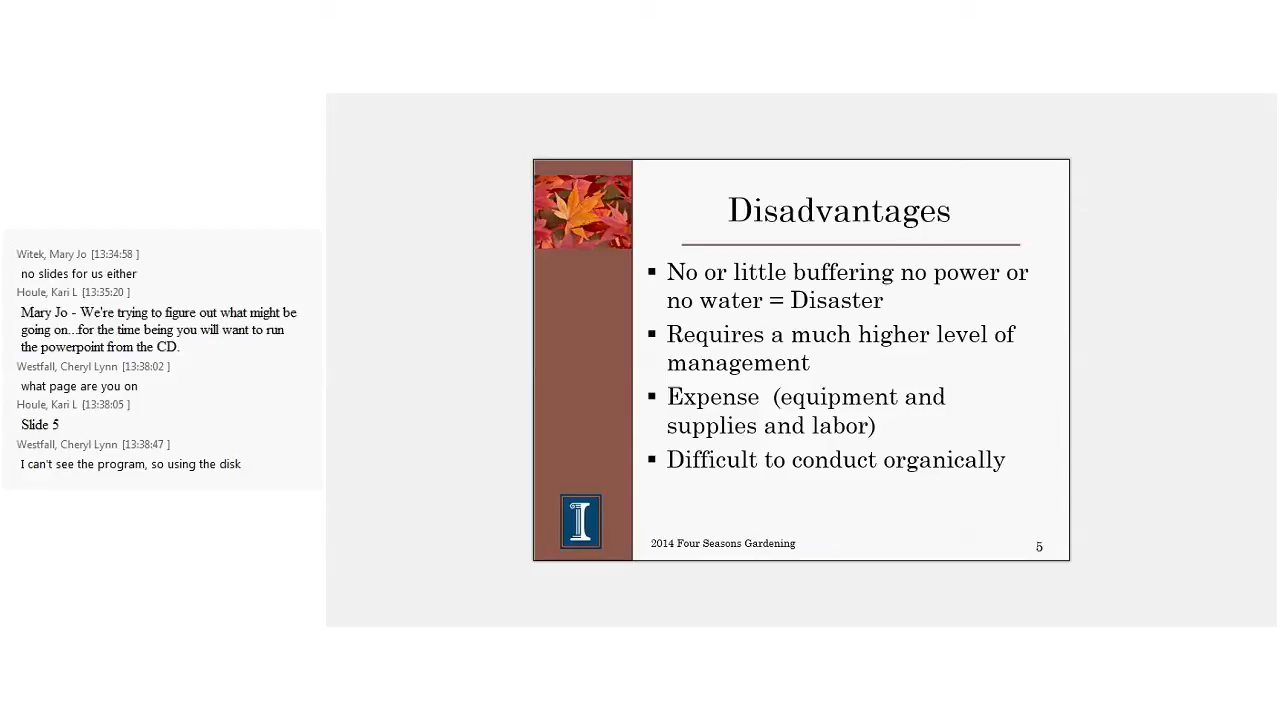 Witek, Mary Jo [13:34:58 ]
no slides for us either
Houle, Kari L [13:35:20 ]
Mary Jo - We're trying to figure out what might be
going on...for the time being you will want to run
the powerpoint from the CD.
Westfall, Cheryl Lynn [13:38:02 ]
what page are you on
Houle, Kari L [13:38:05 ]
Slide 5
Westfall, Cheryl Lynn [13:38:47 ]
I can't see the program, so using the disk
Disadvantages
▪ No or little buffering no power or
no water = Disaster
▪ Requires a much higher level of
management
▪ Expense  (equipment and
supplies and labor)
▪ Difficult to conduct organically
I
2014 Four Seasons Gardening
5